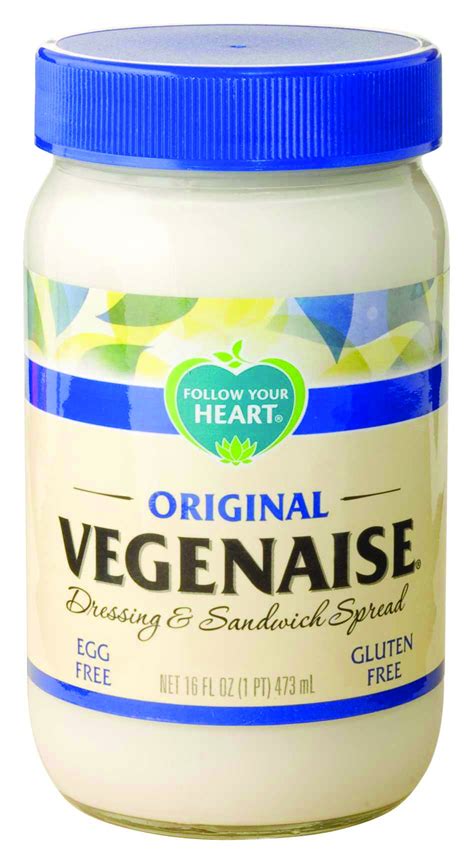 FOLLOW YOUR
HEART®
ORIGINAL
VEGENAISE®
Dressing & Sandwich Spread
EGG
FREE
GLUTEN
FREE
NET 16 FL OZ (1 PT) 473 mL